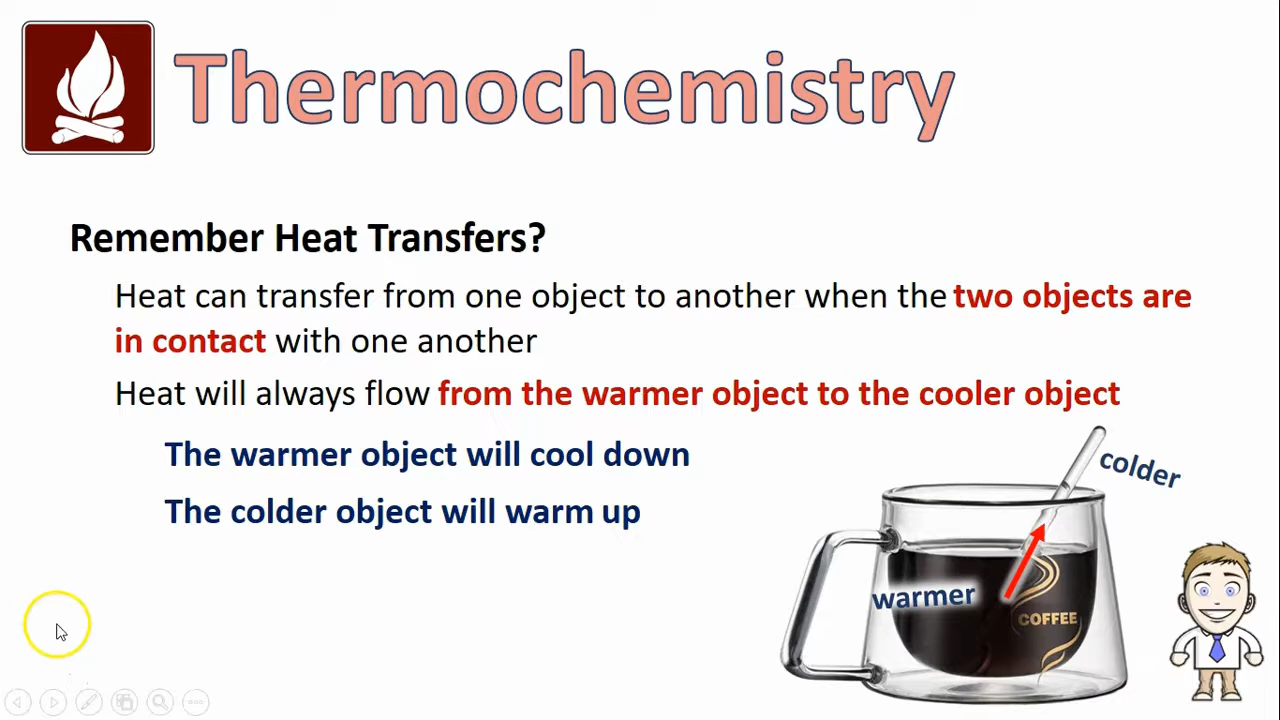 Thermochemistry
Remember Heat Transfers?
Heat can transfer from one object to another when the two objects are
in contact with one another
Heat will always flow from the warmer object to the cooler object
The warmer object will cool down
The colder object will warm up
colder
warmer
COFFEE